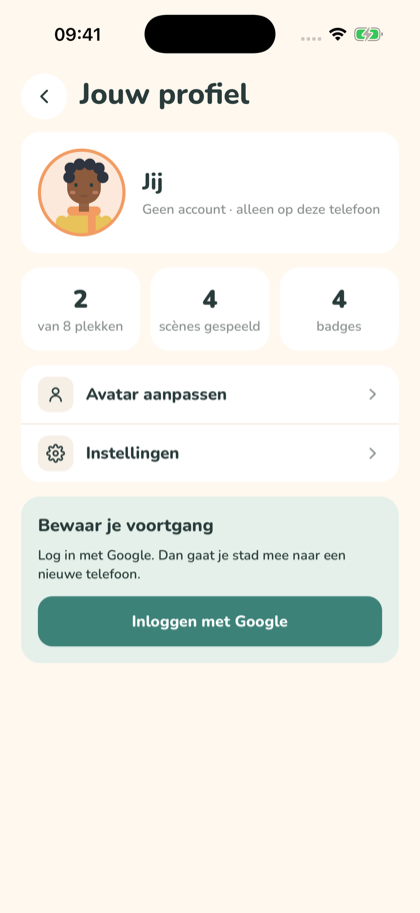 09:41
Jouw profiel
Jij
Geen account · alleen op deze telefoon
2
van 8 plekken
4
scènes gespeeld
4
badges
Avatar aanpassen
Instellingen
Bewaar je voortgang
Log in met Google. Dan gaat je stad mee naar een
nieuwe telefoon.
Inloggen met Google